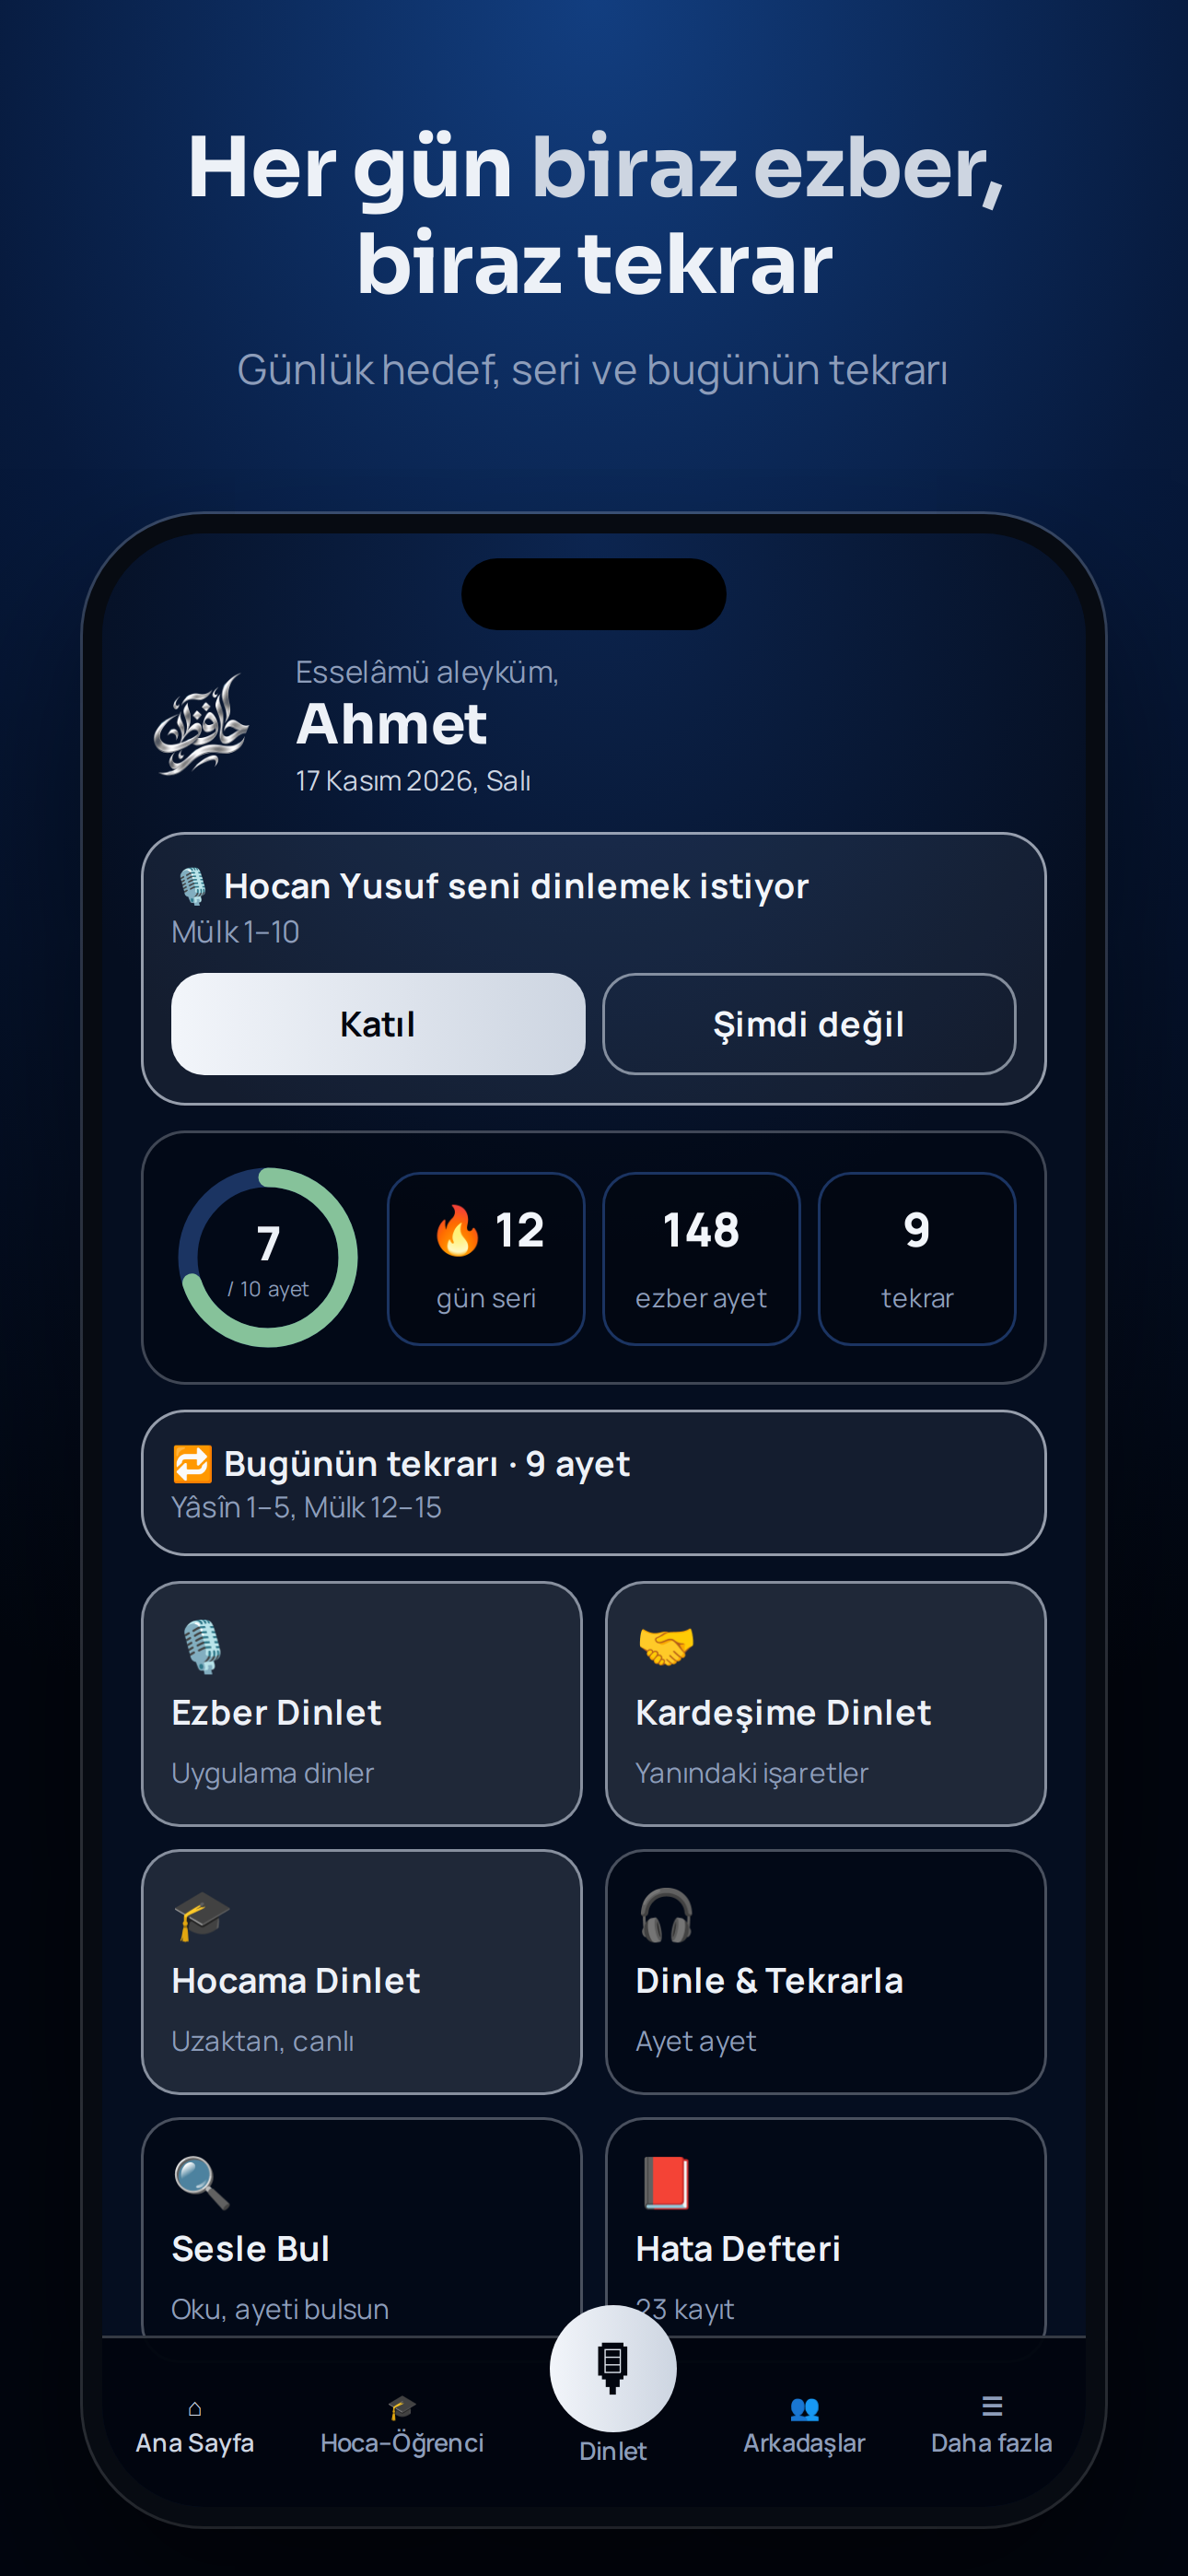 Her gün biraz ezber,
biraz tekrar
Günlük hedef, seri ve bugünün tekrarı
Esselâmü aleyküm,
Ahmet
17 Kasım 2026, Salı
Hocan Yusuf seni dinlemek istiyor
Mülk 1–10
Katıl
Şimdi değil
7
/ 10 ayet
12
gün seri
148
ezber ayet
9
tekrar
Bugünün tekrarı · 9 ayet
Yâsîn 1–5, Mülk 12–15
Ezber Dinlet
Uygulama dinler
Kardeşime Dinlet
Yanındaki işaretler
Hocama Dinlet
Uzaktan, canlı
Dinle & Tekrarla
Ayet ayet
Sesle Bul
Oku, ayeti bulsun
Hata Defteri
23 kayıt
Ana Sayfa
Hoca–Öğrenci
Dinlet
Arkadaşlar
Daha fazla